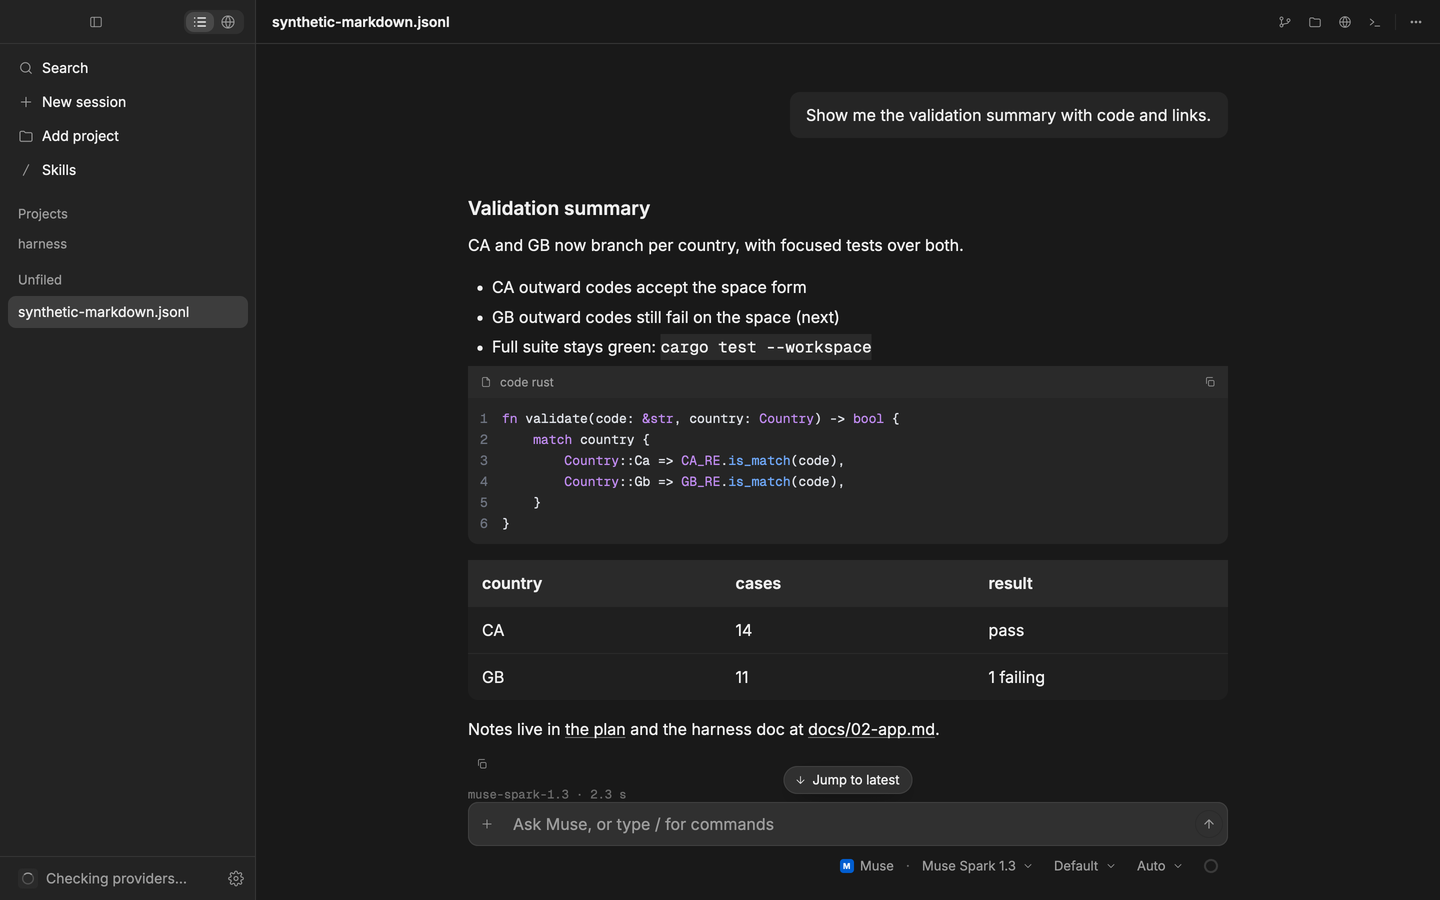 synthetic-markdown.jsonl
Search
New session
Add project
Skills
Projects
harness
Unfiled
synthetic-markdown.jsonl
Checking providers...
Show me the validation summary with code and links.
Validation summary
CA and GB now branch per country, with focused tests over both.
• CA outward codes accept the space form
• GB outward codes still fail on the space (next)
• Full suite stays green: cargo test --workspace
code rust
1 fn validate(code: &str, country: Country) -> bool {
2     match country {
3         Country::Ca => CA_RE.is_match(code),
4         Country::Gb => GB_RE.is_match(code),
5     }
6 }
country cases result
CA 14 pass
GB 11 1 failing
Notes live in the plan and the harness doc at docs/02-app.md.
Jump to latest
muse-spark-1.3 · 2.3 s
Ask Muse, or type / for commands
M Muse · Muse Spark 1.3 Default Auto